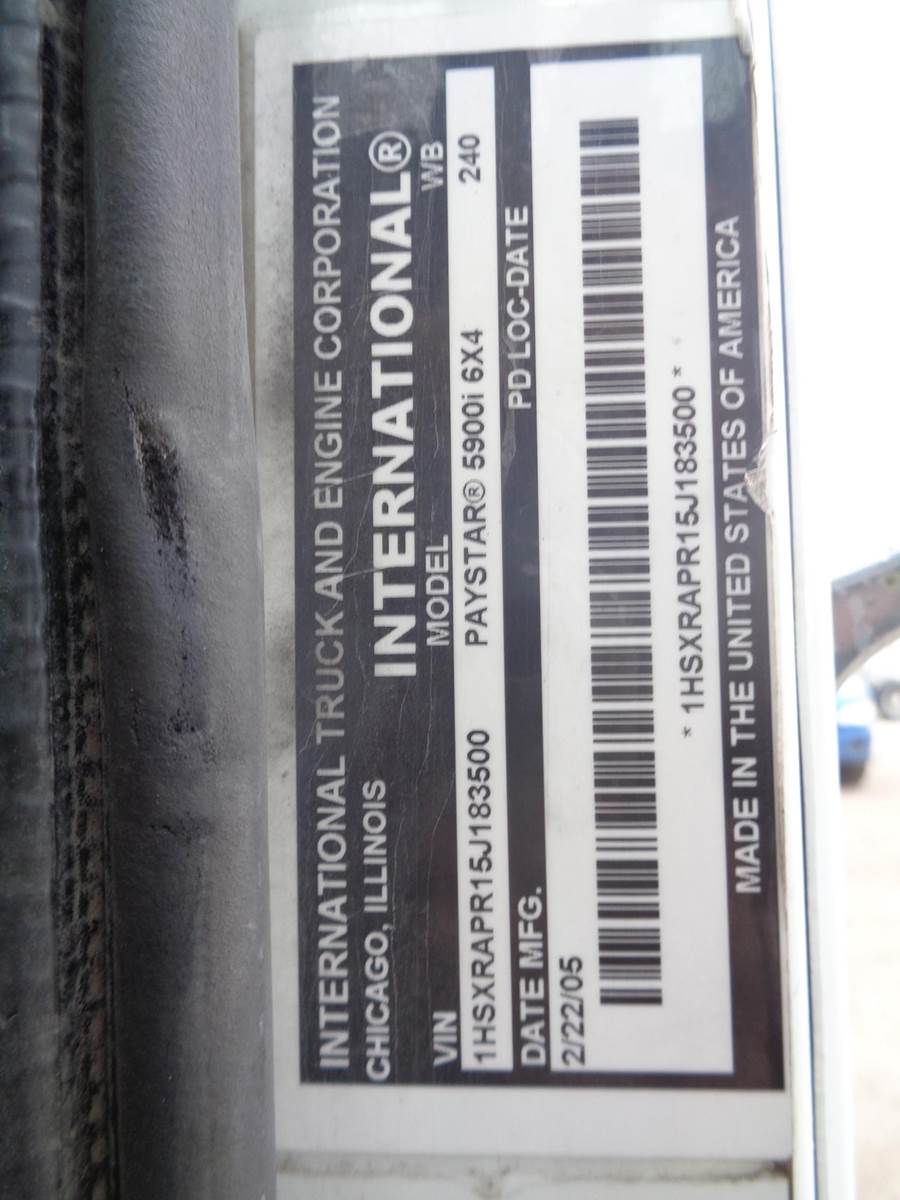 INTERNATIONAL TRUCK AND ENGINE CORPORATION
CHICAGO, ILLINOIS INTERNATIONAL®
VIN MODEL WB
1HSXRAPR15J183500 PAYSTAR® 5900i 6X4 240
DATE MFG. PD LOC-DATE
2/22/05
*1HSXRAPR15J183500*
MADE IN THE UNITED STATES OF AMERICA